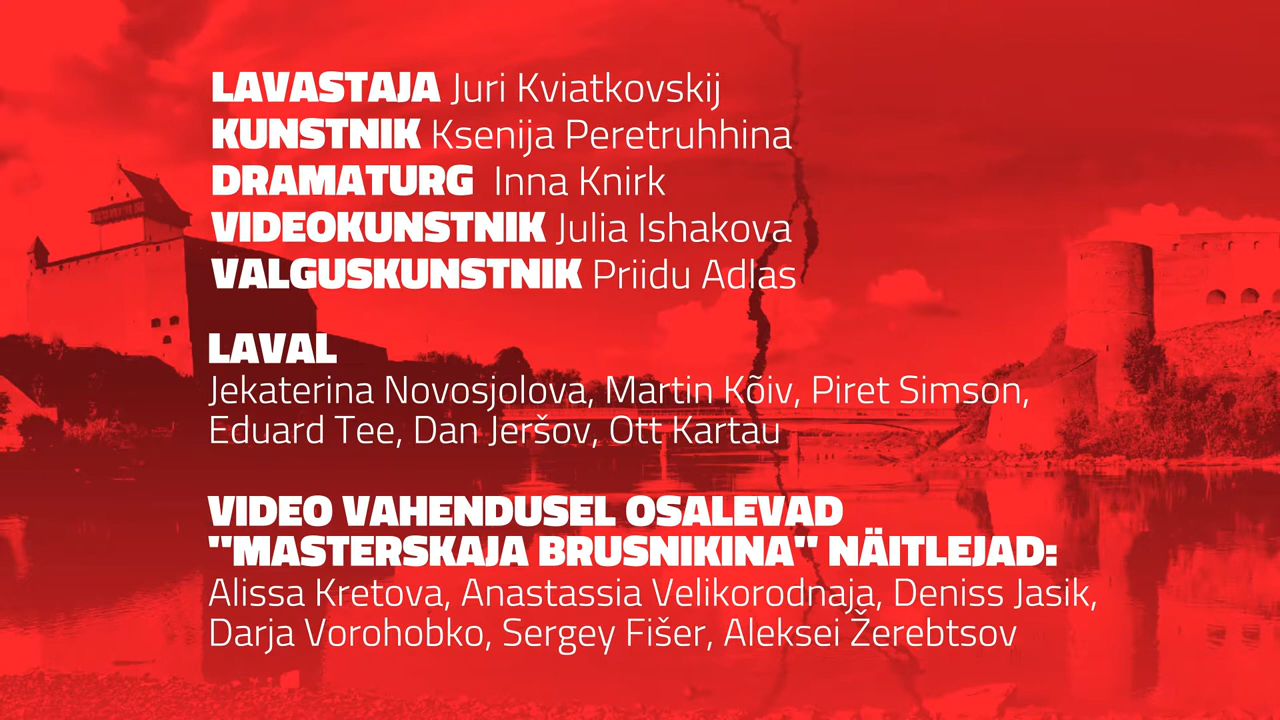 LAVASTAJA Juri Kviatkovskij
KUNSTNIK Ksenija Peretruhhina
DRAMATURG Inna Knirk
VIDEOKUNSTNIK Julia Ishakova
VALGUSKUNSTNIK Priidu Adlas
LAVAL
Jekaterina Novosjolova, Martin Kõiv, Piret Simson,
Eduard Tee, Dan Jeršov, Ott Kartau
VIDEO VAHENDUSEL OSALEVAD
"MASTERSKAJA BRUSNIKINA" NÄITLEJAD:
Alissa Kretova, Anastassia Velikorodnaja, Deniss Jasik,
Darja Vorohobko, Sergey Fišer, Aleksei Žerebtsov